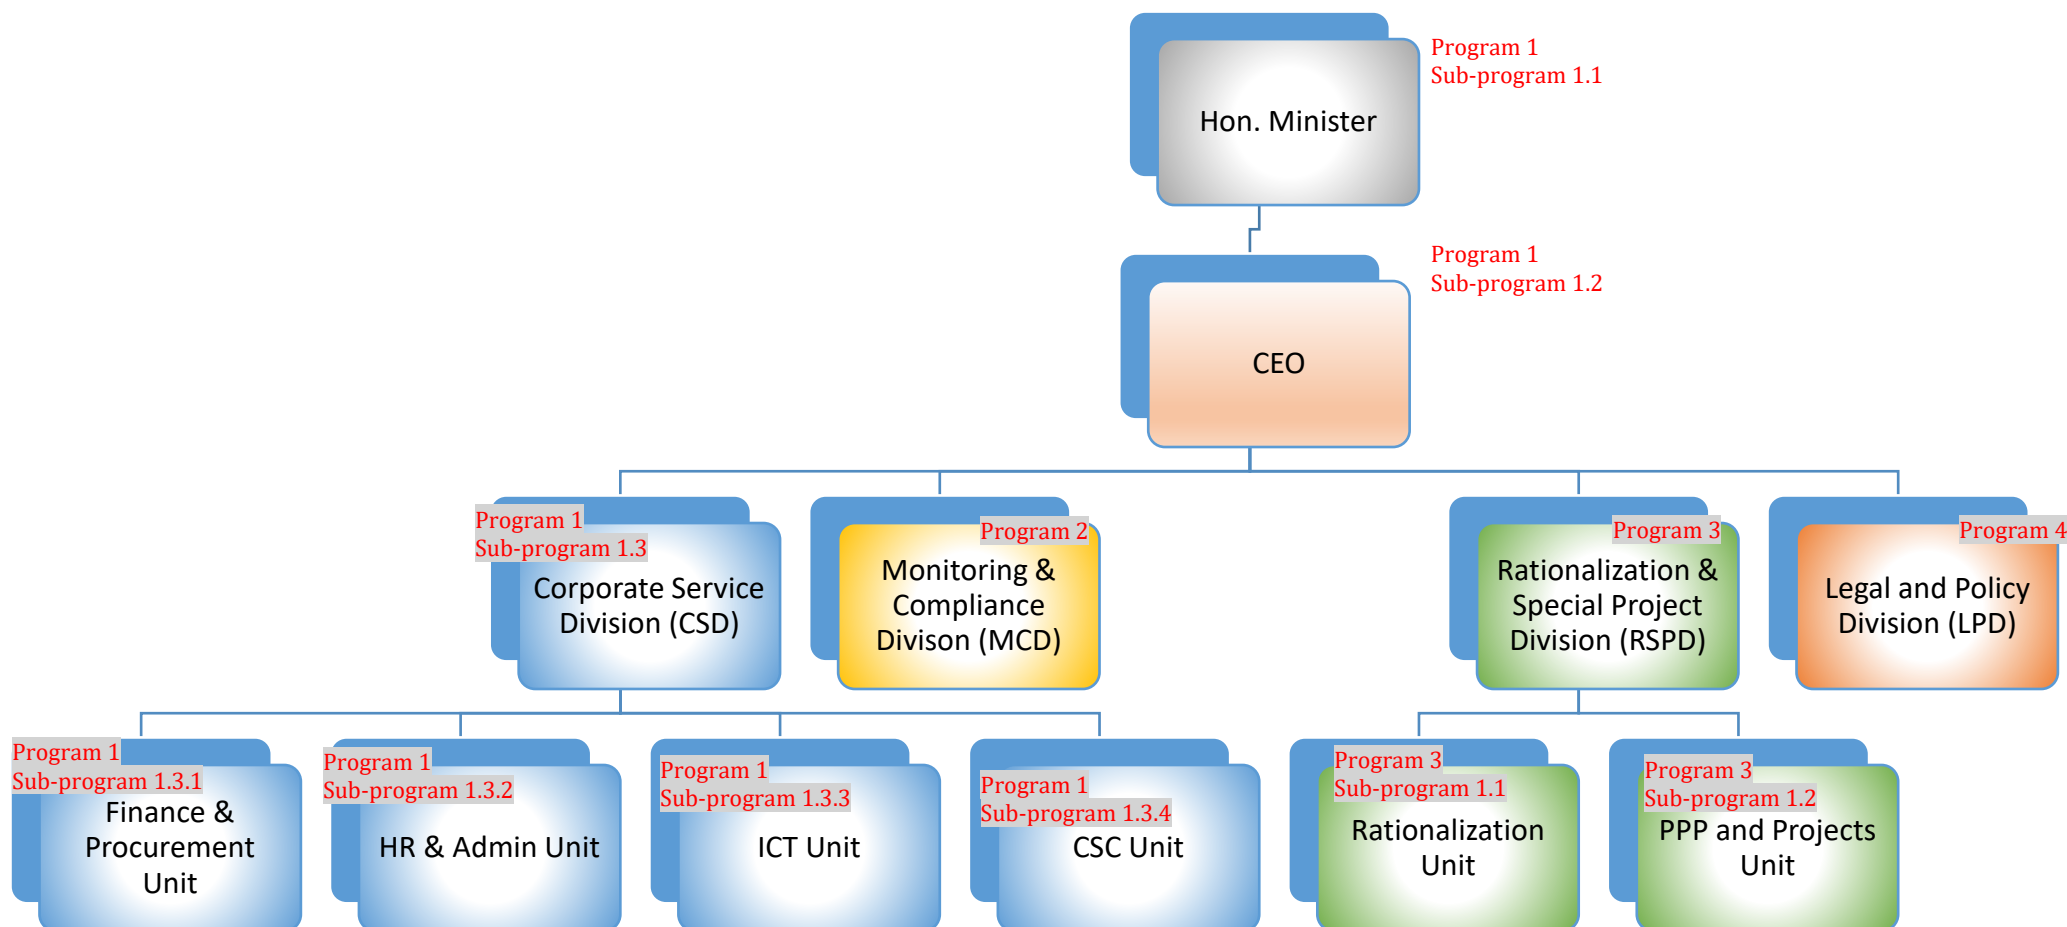 Program 1
Sub-program 1.1
Hon. Minister
Program 1
Sub-program 1.2
CEO
Program 1
Sub-program 1.3
Corporate Service
Division (CSD)
Program 2
Monitoring &
Compliance
Divison (MCD)
Program 3
Rationalization &
Special Project
Division (RSPD)
Program 4
Legal and Policy
Division (LPD)
Program 1
Sub-program 1.3.1
Finance &
Procurement
Unit
Program 1
Sub-program 1.3.2
HR & Admin Unit
Program 1
Sub-program 1.3.3
ICT Unit
Program 1
Sub-program 1.3.4
CSC Unit
Program 3
Sub-program 1.1
Rationalization
Unit
Program 3
Sub-program 1.2
PPP and Projects
Unit